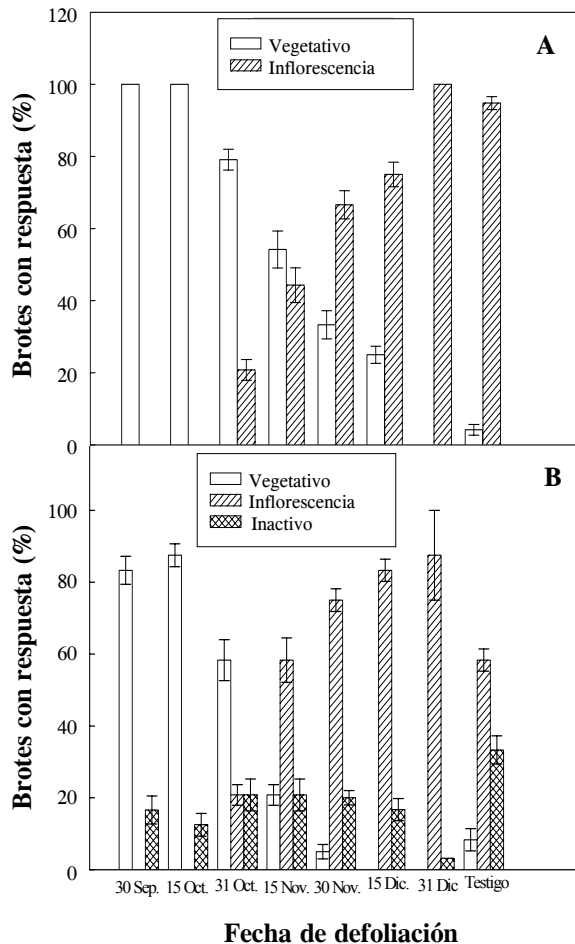 120
100
80
60
40
20
0
Brotes con respuesta (%)
Vegetativo
Inflorescencia
A
100
80
60
40
20
0
Brotes con respuesta (%)
Vegetativo
Inflorescencia
Inactivo
B
30 Sep. 15 Oct. 31 Oct. 15 Nov. 30 Nov. 15 Dic. 31 Dic Testigo
Fecha de defoliación